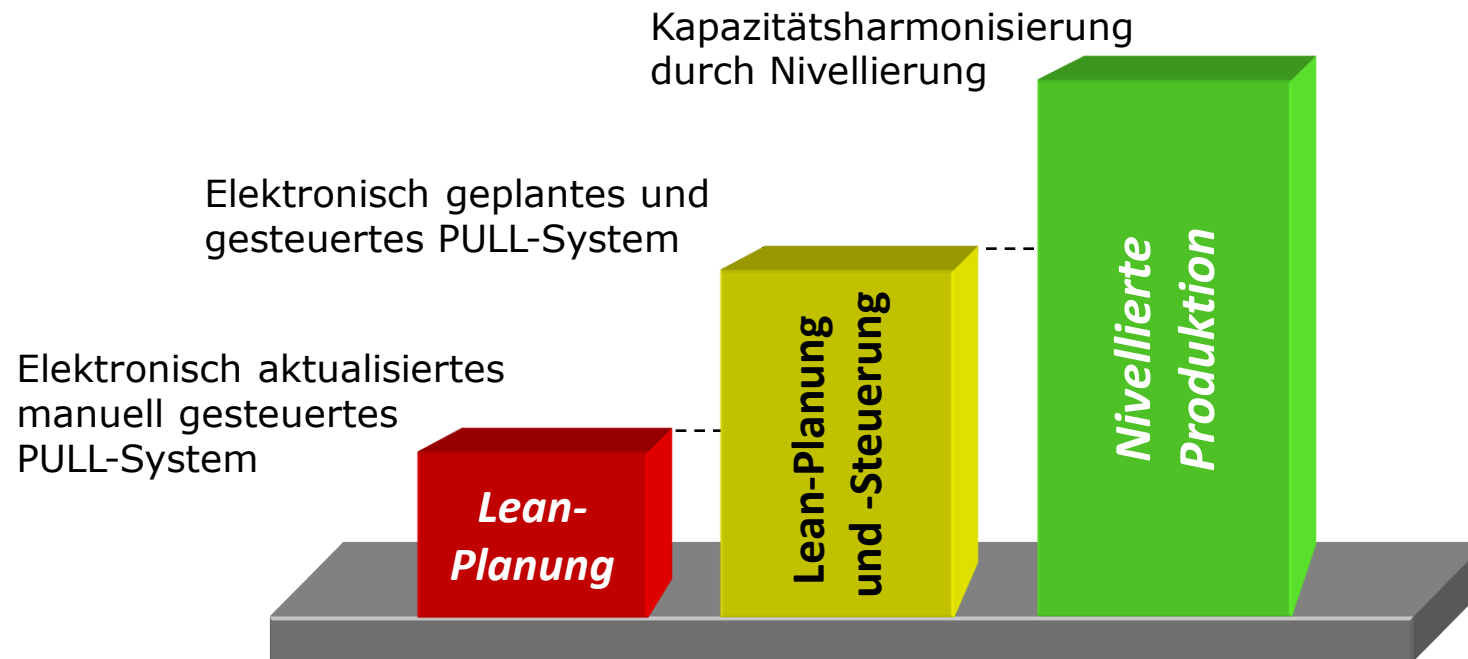 Kapazitätsharmonisierung
durch Nivellierung
Elektronisch geplantes und
gesteuertes PULL-System
Elektronisch aktualisiertes
manuell gesteuertes
PULL-System
Lean-
Planung
Lean-Planung
und -Steuerung
Nivellierte
Produktion